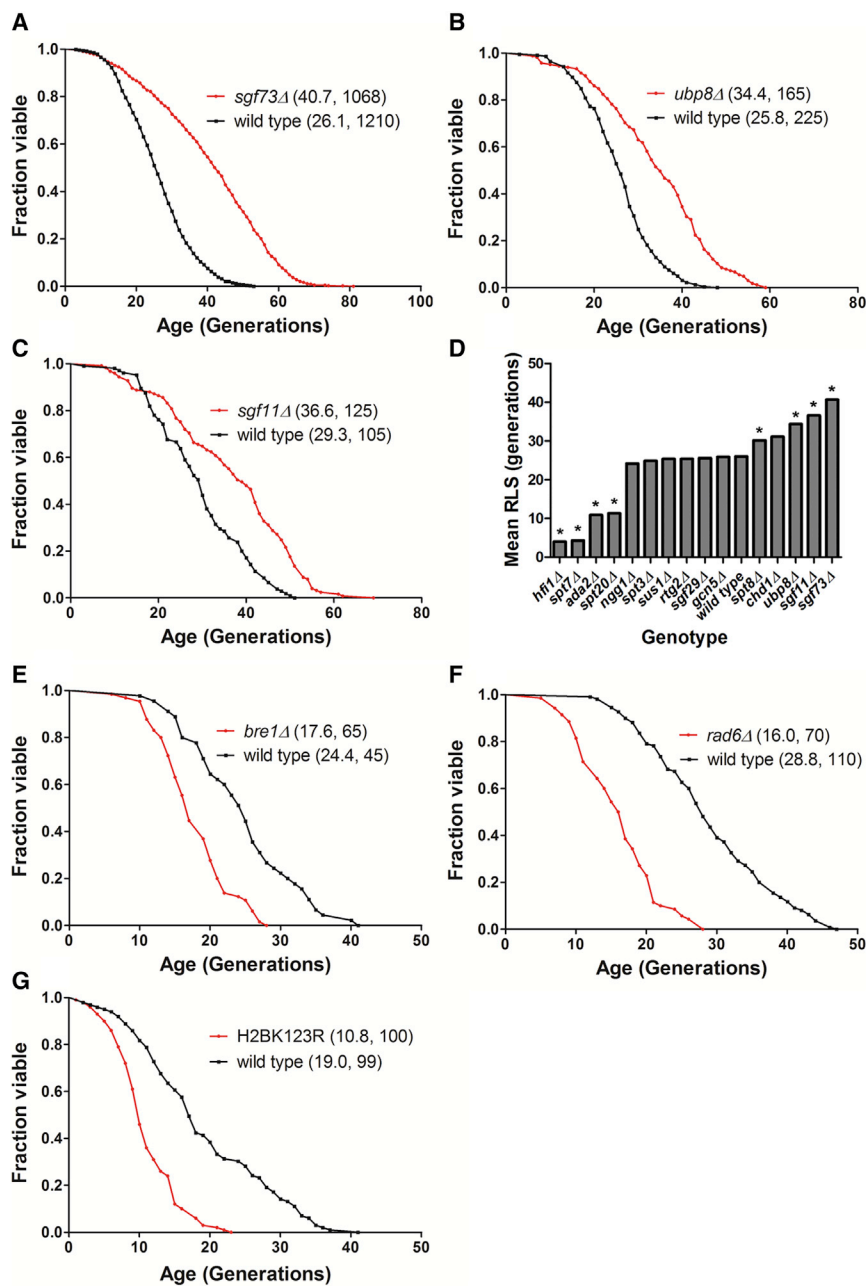 A
1.0
0.8
0.6
0.4
0.2
0.0
Fraction viable
sgf73Δ (40.7, 1068)
wild type (26.1, 1210)
0 20 40 60 80 100
Age (Generations)
B
1.0
0.8
0.6
0.4
0.2
0.0
Fraction viable
ubp8Δ (34.4, 165)
wild type (25.8, 225)
0 20 40 60 80
Age (Generations)
C
1.0
0.8
0.6
0.4
0.2
0.0
Fraction viable
sgf11Δ (36.6, 125)
wild type (29.3, 105)
0 20 40 60 80
Age (Generations)
D
50
40
30
20
10
0
Mean RLS (generations)
* * * * * * * *
hfi1Δ
spt7Δ
ada2Δ
spt20Δ
ngg1Δ
spt3Δ
sus1Δ
rtg2Δ
sgf29Δ
gcn5Δ
wild type
spt8Δ
chd1Δ
ubp8Δ
sgf11Δ
sgf73Δ
Genotype
E
1.0
0.8
0.6
0.4
0.2
0.0
Fraction viable
bre1Δ (17.6, 65)
wild type (24.4, 45)
0 10 20 30 40 50
Age (Generations)
F
1.0
0.8
0.6
0.4
0.2
0.0
Fraction viable
rad6Δ (16.0, 70)
wild type (28.8, 110)
0 10 20 30 40 50
Age (Generations)
G
1.0
0.8
0.6
0.4
0.2
0.0
Fraction viable
H2BK123R (10.8, 100)
wild type (19.0, 99)
0 10 20 30 40 50
Age (Generations)